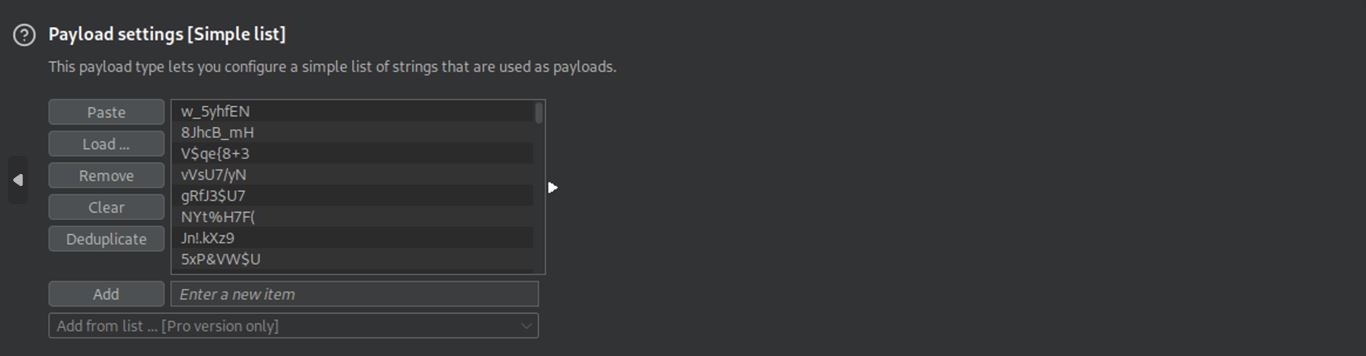 Payload settings [Simple list]
This payload type lets you configure a simple list of strings that are used as payloads.
Paste
Load ...
Remove
Clear
Deduplicate
w_5yhfEN
8JhcB_mH
V$qe{8+3
vVsU7/yN
gRfJ3$U7
NYt%H7F(
Jn!.kXz9
5xP&VW$U
Add
Enter a new item
Add from list ... [Pro version only]